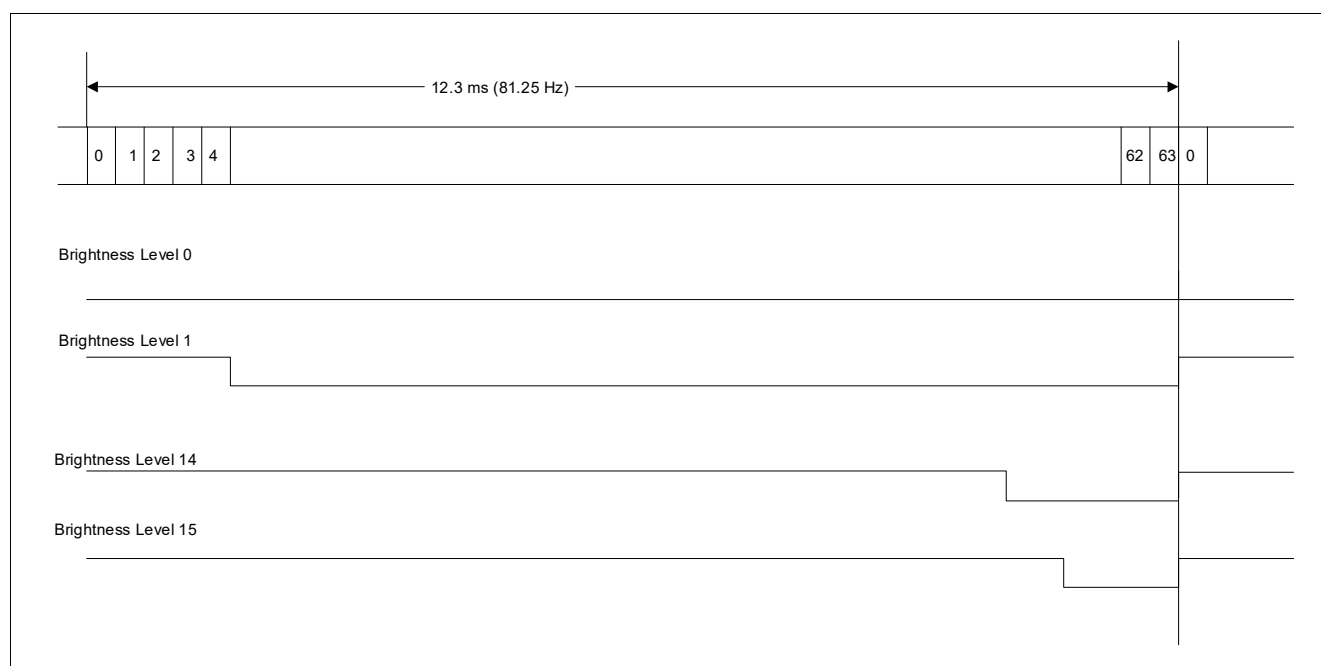 12.3 ms (81.25 Hz)
0 1 2 3 4 62 63 0
Brightness Level 0
Brightness Level 1
Brightness Level 14
Brightness Level 15